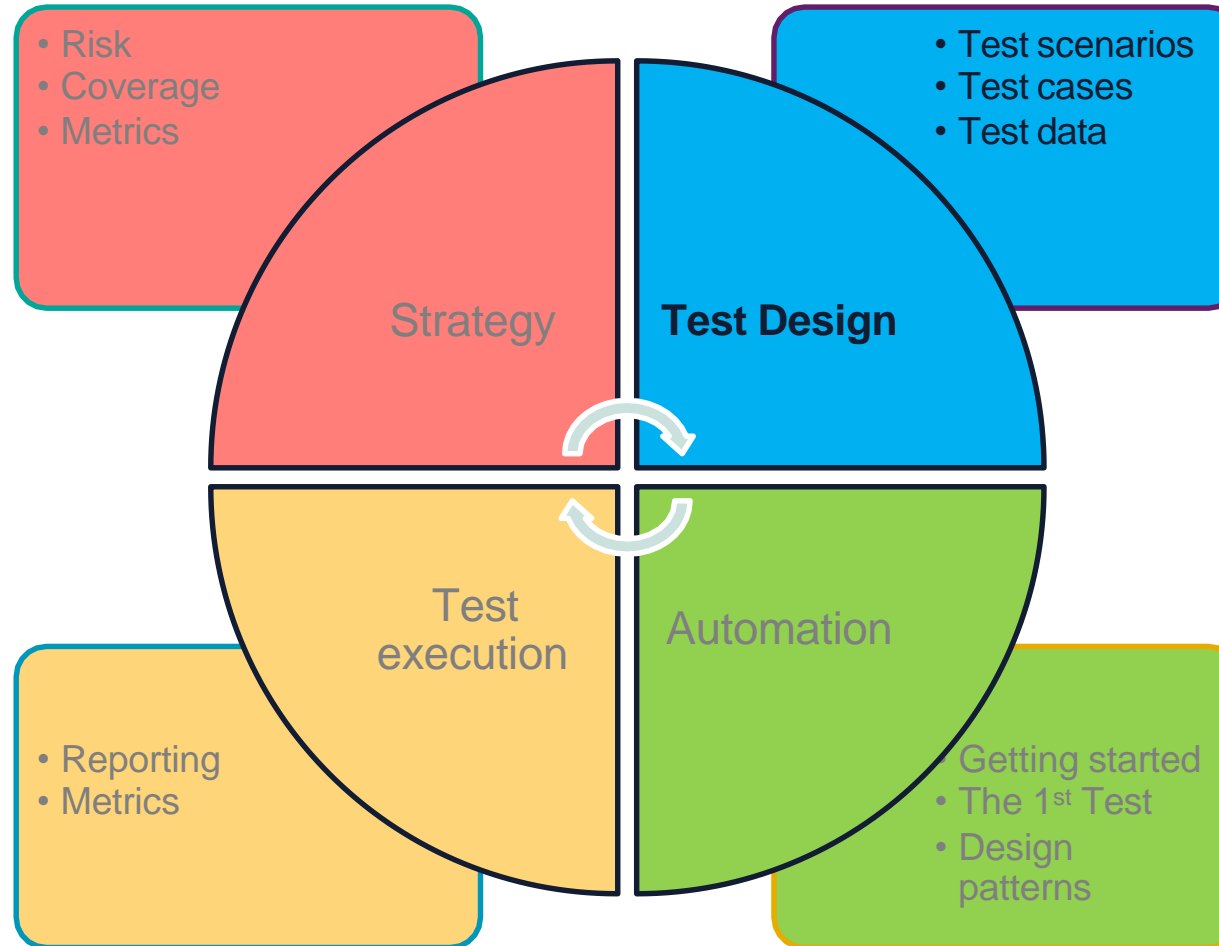 • Risk
• Coverage
• Metrics
• Test scenarios
• Test cases
• Test data
Strategy
Test Design
Test
execution
Automation
• Reporting
• Metrics
• Getting started
• The 1st Test
• Design
patterns